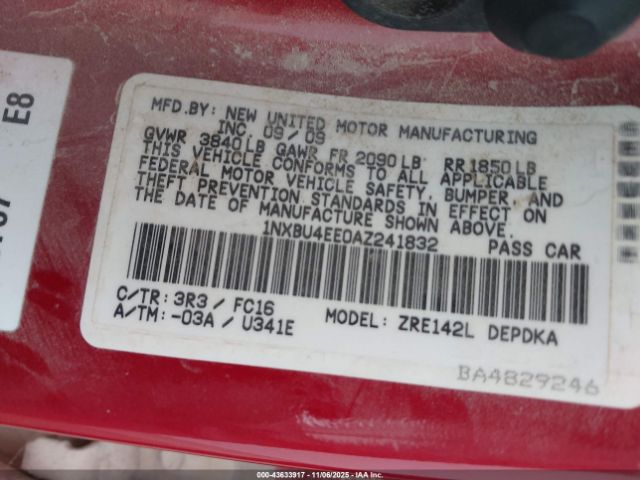 MFD.BY: NEW UNITED MOTOR MANUFACTURING
INC. 09/09
GVWR 3840LB GAWR FR 2090LB RR1850LB
THIS VEHICLE CONFORMS TO ALL APPLICABLE
FEDERAL MOTOR VEHICLE SAFETY, BUMPER, AND
THEFT PREVENTION STANDARDS IN EFFECT ON
THE DATE OF MANUFACTURE SHOWN ABOVE.
1NXBU4EE0AZ241832 PASS CAR
C/TR: 3R3 / FC16
A/TM: -03A / U341E MODEL: ZRE142L DEPDKA
BA4829246
E8
000-43633917 - 11/06/2025 - IAA Inc.